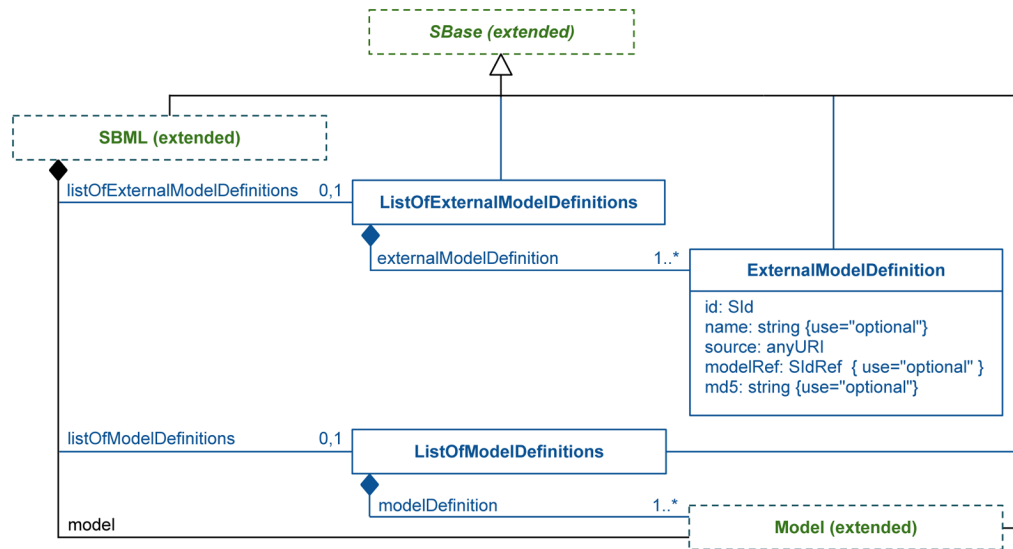 SBase (extended)
SBML (extended)
listOfExternalModelDefinitions 0,1
ListOfExternalModelDefinitions
externalModelDefinition 1..*
ExternalModelDefinition
id: SId
name: string {use="optional"}
source: anyURI
modelRef: SIdRef { use="optional" }
md5: string {use="optional"}
listOfModelDefinitions 0,1
ListOfModelDefinitions
modelDefinition 1..*
model
Model (extended)